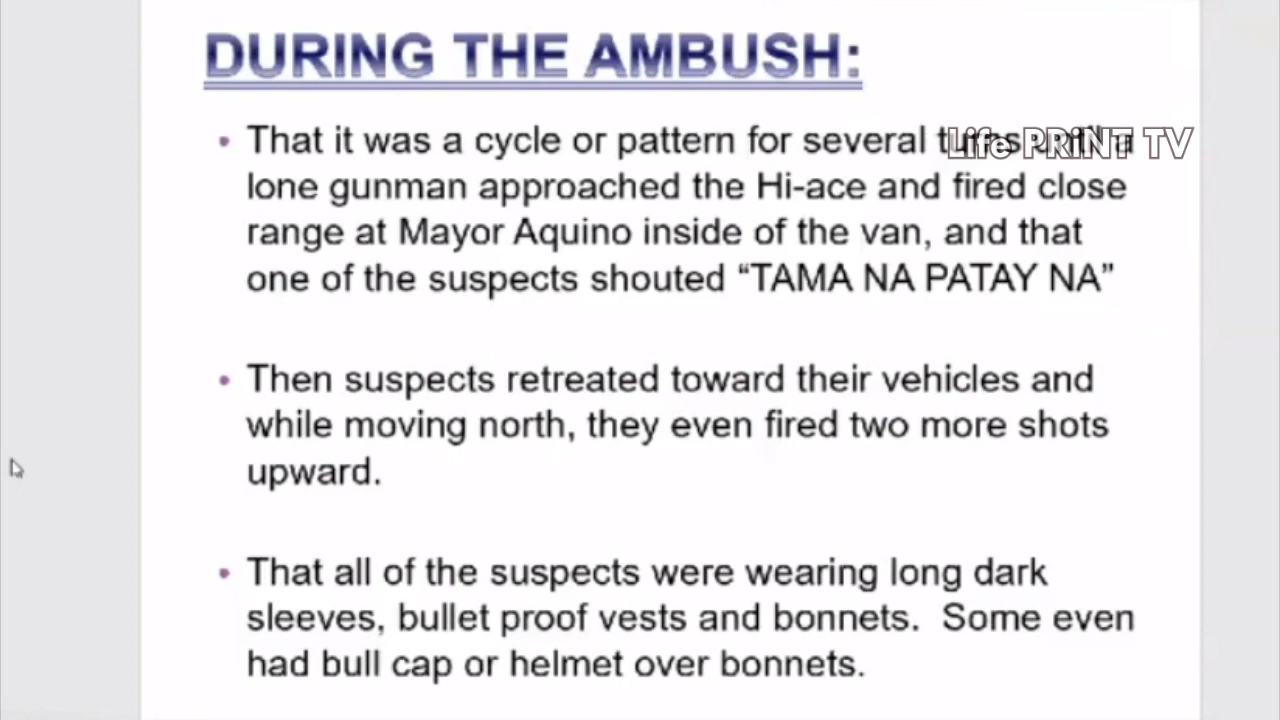 DURING THE AMBUSH:
• That it was a cycle or pattern for several
Life PRiNT TV
lone gunman approached the Hi-ace and fired close
range at Mayor Aquino inside of the van, and that
one of the suspects shouted “TAMA NA PATAY NA”
• Then suspects retreated toward their vehicles and
while moving north, they even fired two more shots
upward.
• That all of the suspects were wearing long dark
sleeves, bullet proof vests and bonnets.  Some even
had bull cap or helmet over bonnets.